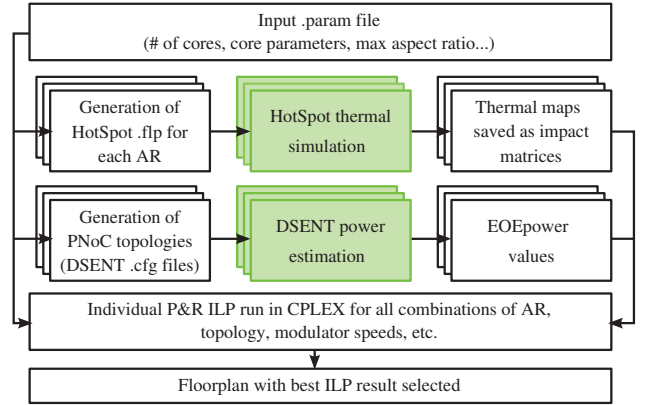 Input .param file
(# of cores, core parameters, max aspect ratio...)
Generation of
HotSpot .flp for
each AR
HotSpot thermal
simulation
Thermal maps
saved as impact
matrices
Generation of
PNoC topologies
(DSENT .cfg files)
DSENT power
estimation
EOEpower
values
Individual P&R ILP run in CPLEX for all combinations of AR,
topology, modulator speeds, etc.
Floorplan with best ILP result selected